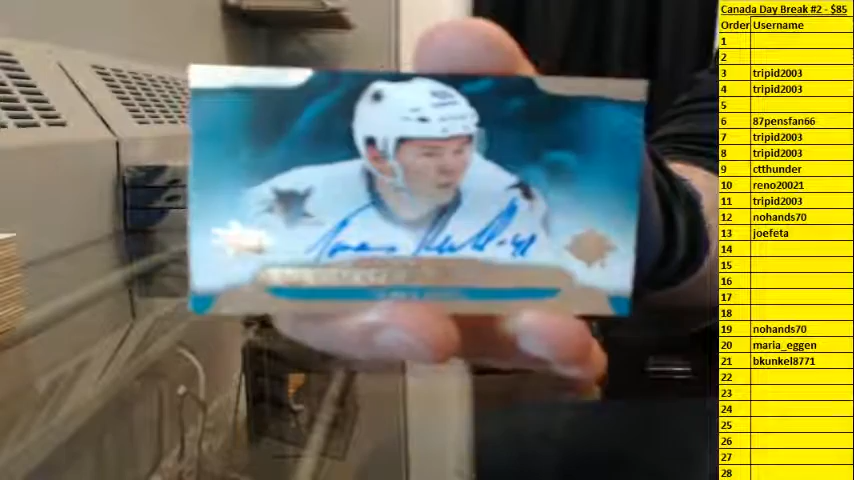 Canada Day Break #2 - $85
Order Username
1
2
3 tripid2003
4 tripid2003
5
6 87pensfan66
7 tripid2003
8 tripid2003
9 ctthunder
10 reno20021
11 tripid2003
12 nohands70
13 joefeta
14
15
16
17
18
19 nohands70
20 maria_eggen
21 bkunkel8771
22
23
24
25
26
27
28